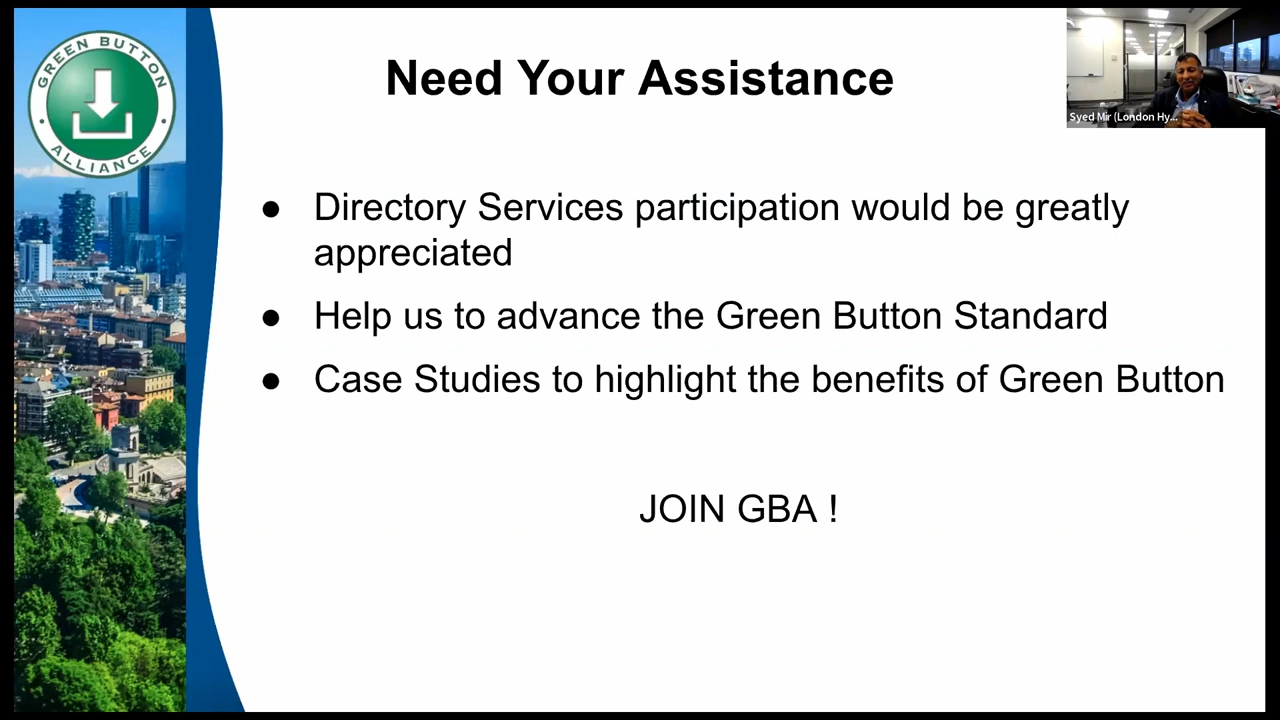 GREEN BUTTON
ALLIANCE
Need Your Assistance
Syed Mir (London Hy...
● Directory Services participation would be greatly
appreciated
● Help us to advance the Green Button Standard
● Case Studies to highlight the benefits of Green Button
JOIN GBA !